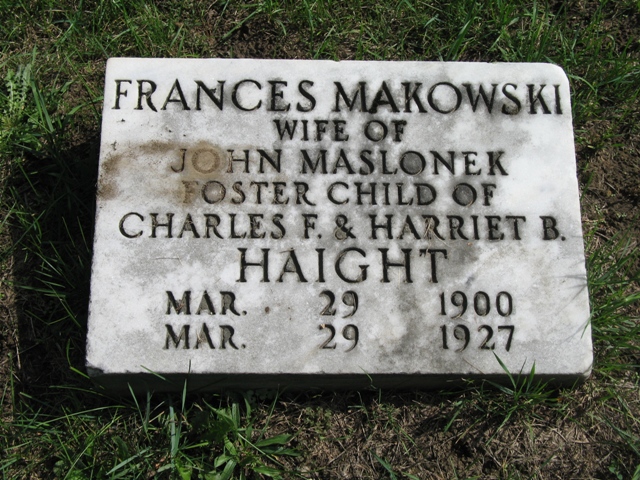 FRANCES MAKOWSKI
WIFE OF
JOHN MASLONEK
FOSTER CHILD OF
CHARLES F. & HARRIET B.
HAIGHT
MAR. 29 1900
MAR. 29 1927